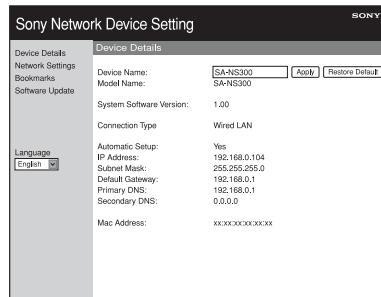 Sony Network Device Setting
SONY
Device Details
Network Settings
Bookmarks
Software Update
Language
English
Device Details
Device Name: SA-NS300 Apply Restore Default
Model Name: SA-NS300
System Software Version: 1.00
Connection Type Wired LAN
Automatic Setup: Yes
IP Address: 192.168.0.104
Subnet Mask: 255.255.255.0
Default Gateway: 192.168.0.1
Primary DNS: 192.168.0.1
Secondary DNS: 0.0.0.0
Mac Address: xx:xx:xx:xx:xx:xx